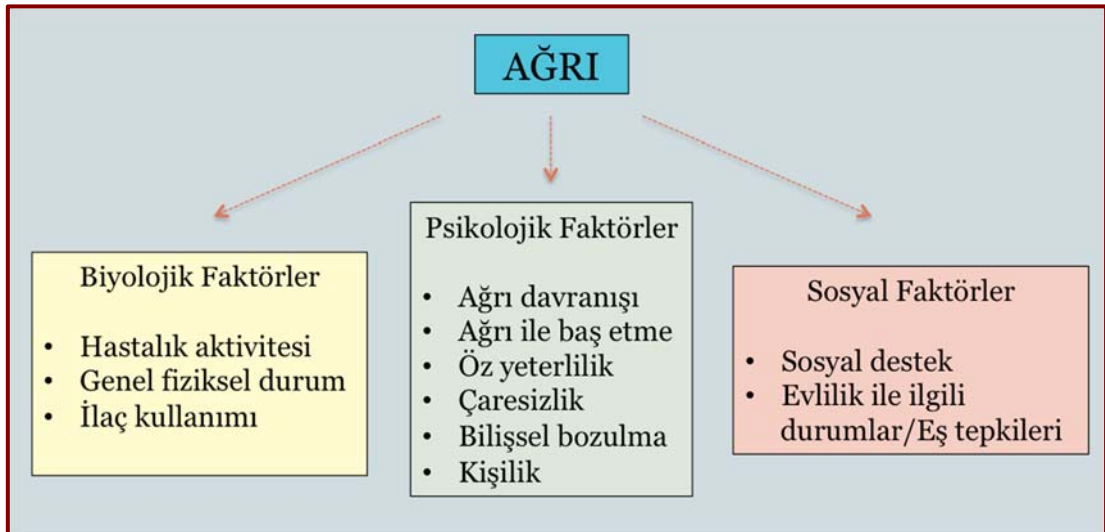 AĞRI
Biyolojik Faktörler
• Hastalık aktivitesi
• Genel fiziksel durum
• İlaç kullanımı
Psikolojik Faktörler
• Ağrı davranışı
• Ağrı ile baş etme
• Öz yeterlilik
• Çaresizlik
• Bilişsel bozulma
• Kişilik
Sosyal Faktörler
• Sosyal destek
• Evlilik ile ilgili
durumlar/Eş tepkileri